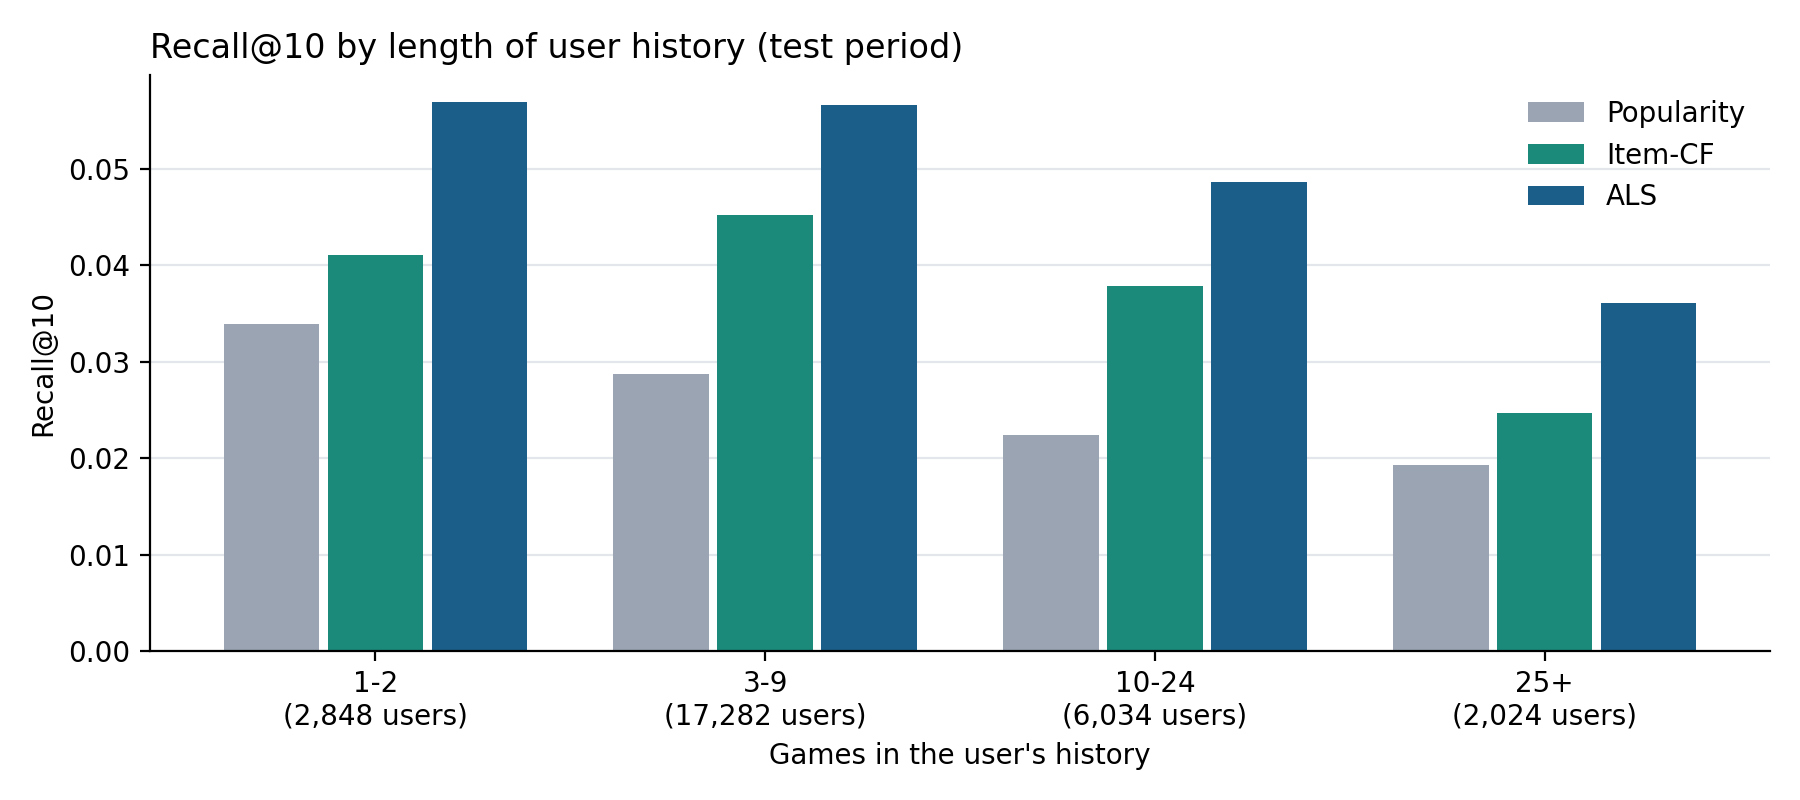 Recall@10 by length of user history (test period)
Popularity
Item-CF
ALS
Recall@10
0.05
0.04
0.03
0.02
0.01
0.00
1-2
(2,848 users)
3-9
(17,282 users)
10-24
(6,034 users)
25+
(2,024 users)
Games in the user's history